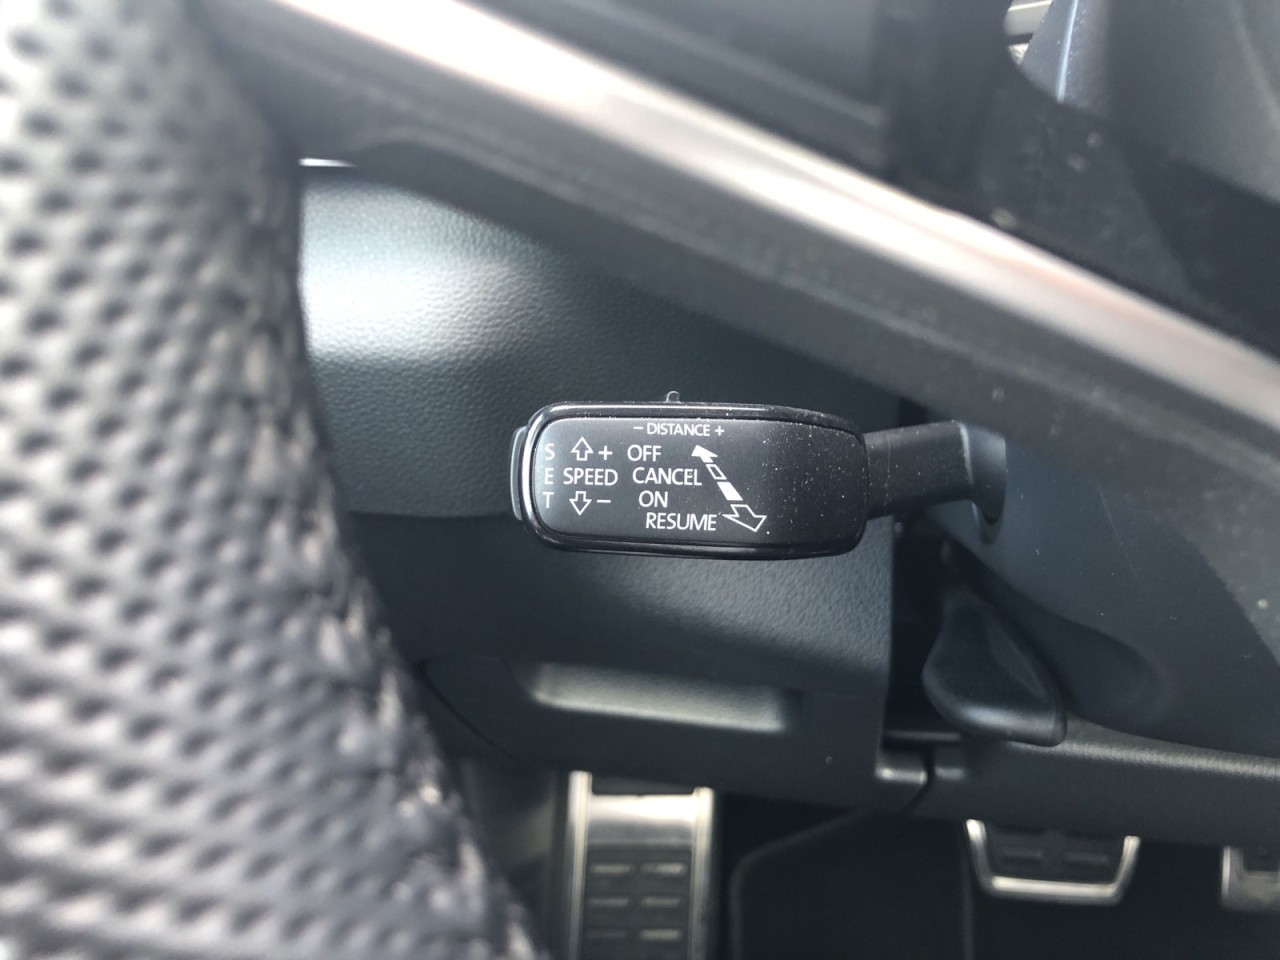 − DISTANCE +
S + OFF
E SPEED CANCEL
T − ON
RESUME